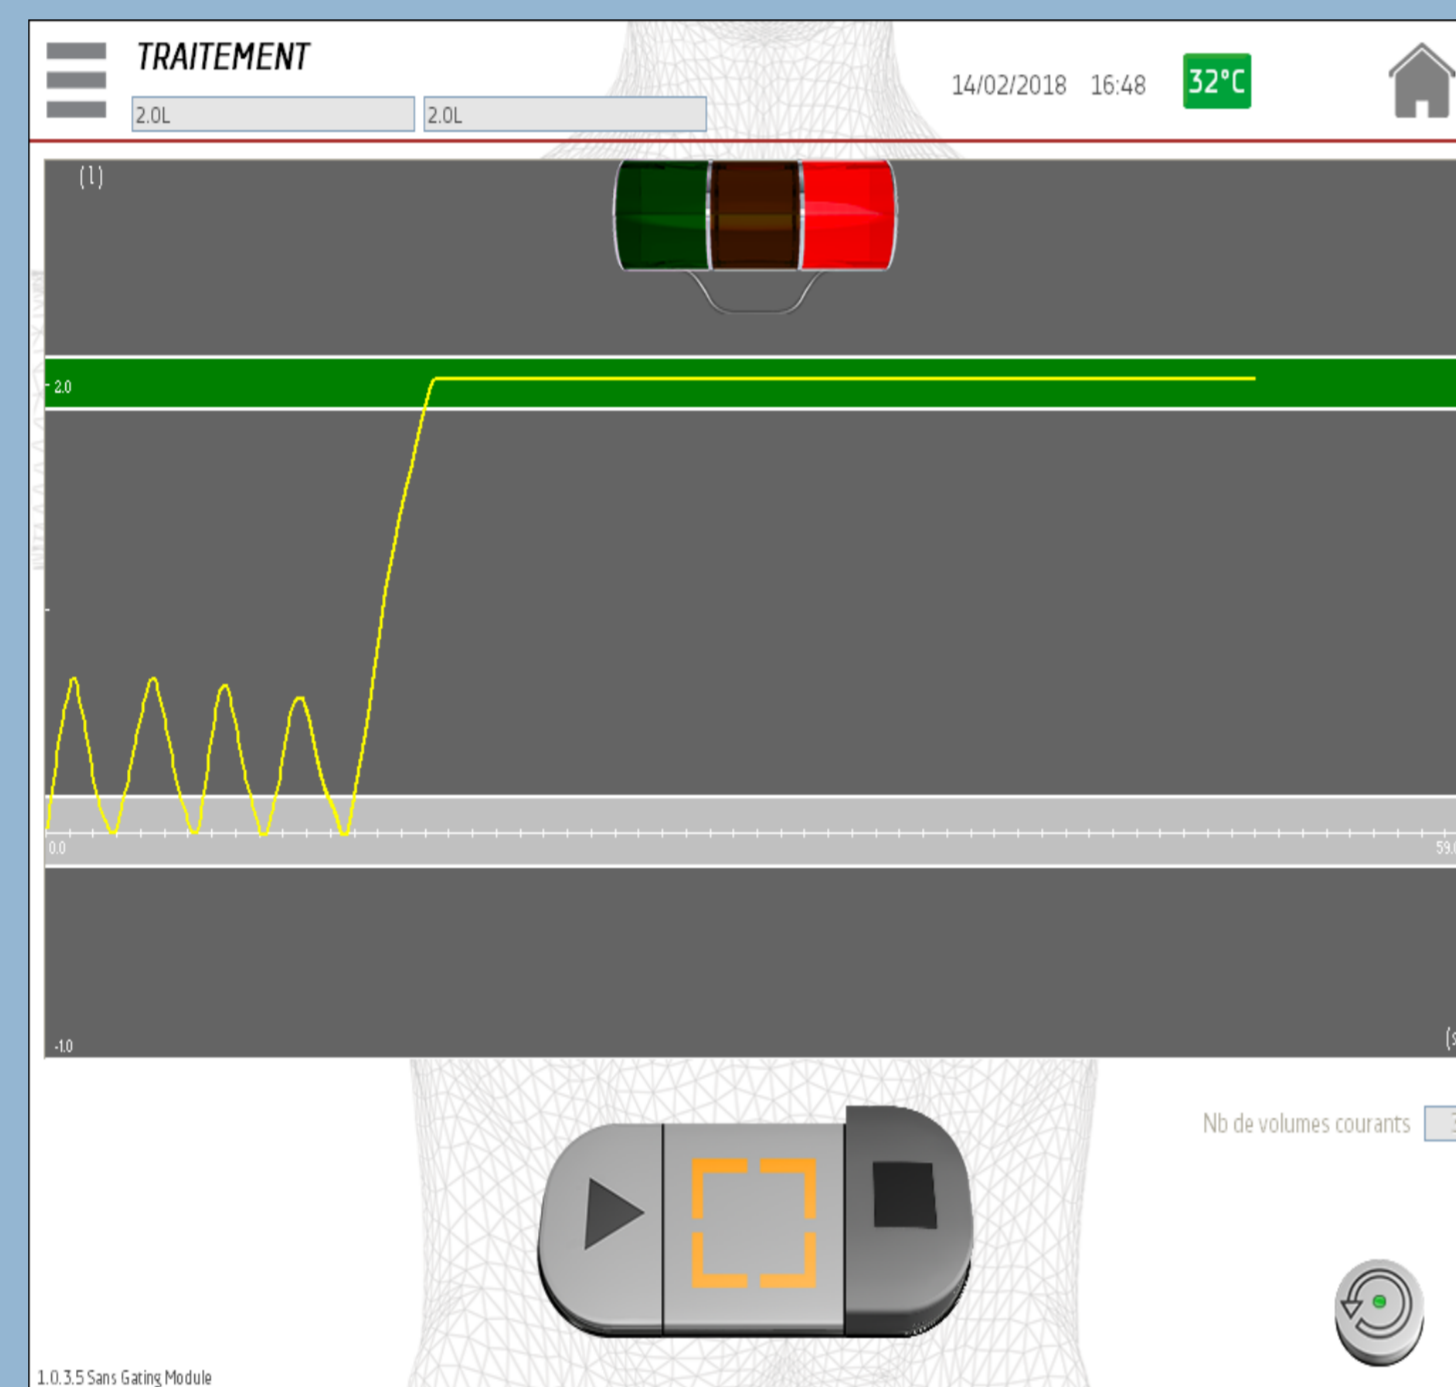 TRAITEMENT
14/02/2018 16:48 32°C
2.0L 2.0L
(l)
2.0
0.0
-1.0
Nb de volumes courants
1.0.3.5 Sans Gating Module